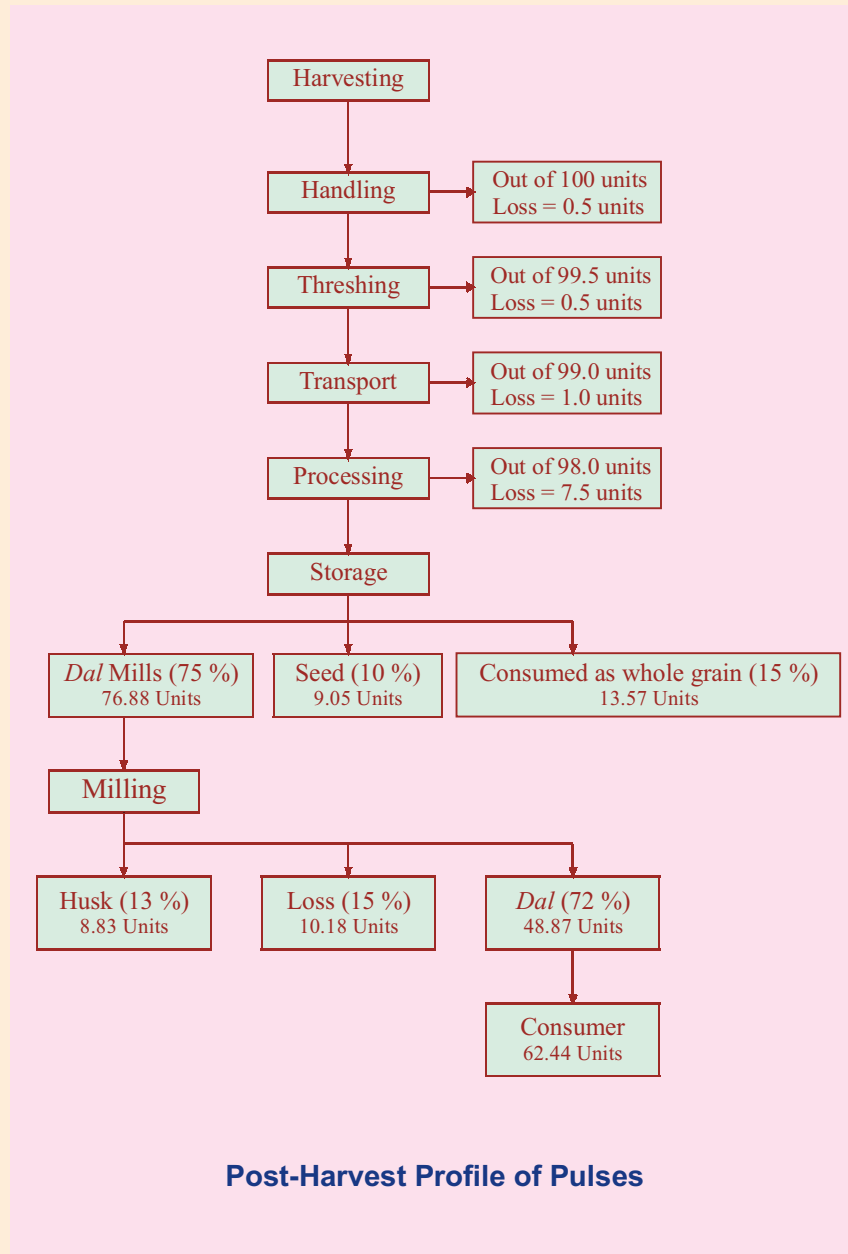 Harvesting
Handling
Out of 100 units
Loss = 0.5 units
Threshing
Out of 99.5 units
Loss = 0.5 units
Transport
Out of 99.0 units
Loss = 1.0 units
Processing
Out of 98.0 units
Loss = 7.5 units
Storage
Dal Mills (75 %)
76.88 Units
Seed (10 %)
9.05 Units
Consumed as whole grain (15 %)
13.57 Units
Milling
Husk (13 %)
8.83 Units
Loss (15 %)
10.18 Units
Dal (72 %)
48.87 Units
Consumer
62.44 Units
Post-Harvest Profile of Pulses